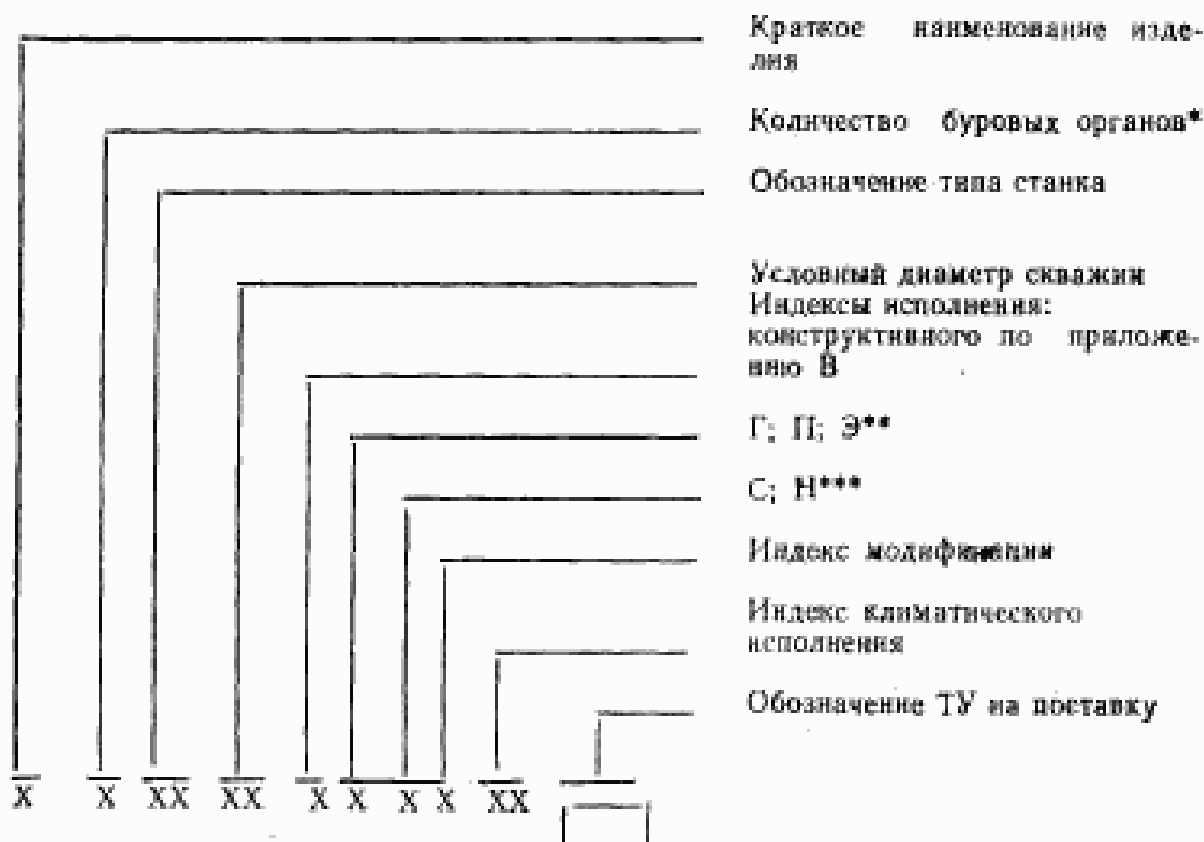 Краткое наименование изде-
лия
Количество буровых органов*
Обозначение типа станка
Условный диаметр скважин
Индексы исполнения:
конструктивного по приложе-
нию В
Г; П; Э**
С; Н***
Индекс модификации
Индекс климатического
исполнения
Обозначение ТУ на поставку
X X XX XX X X X X XX